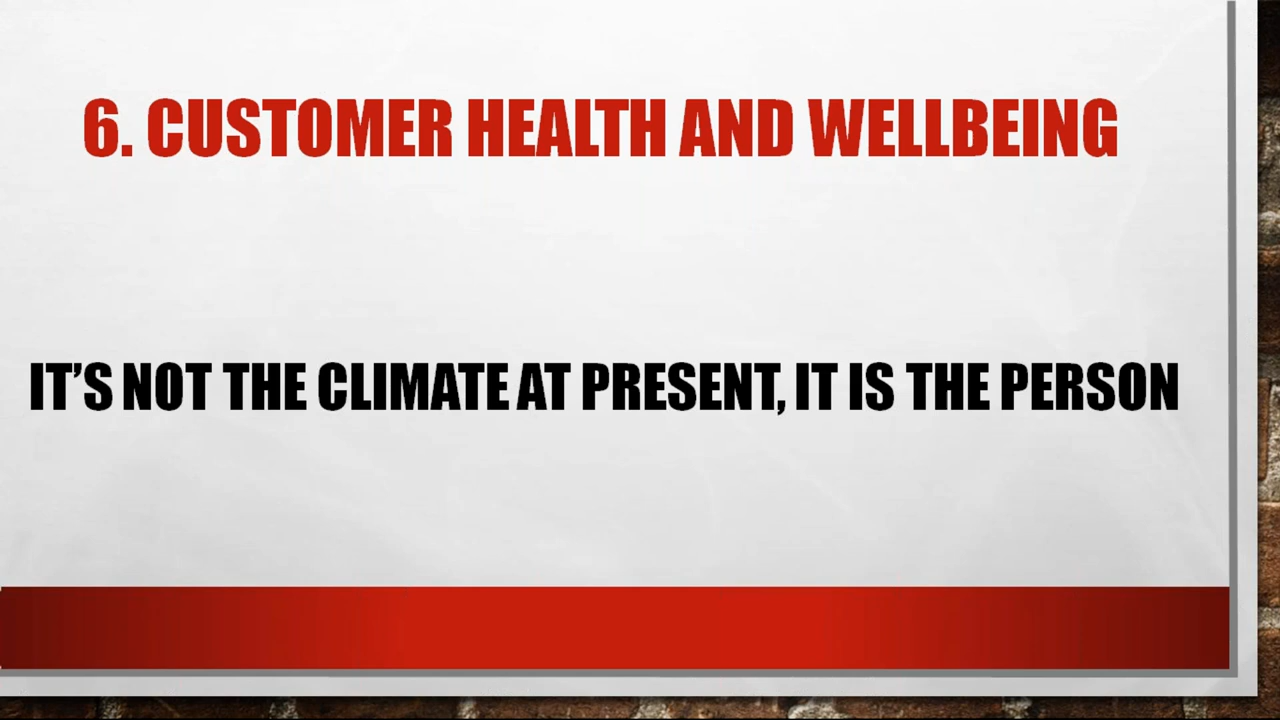 6. CUSTOMER HEALTH AND WELLBEING
IT’S NOT THE CLIMATE AT PRESENT, IT IS THE PERSON